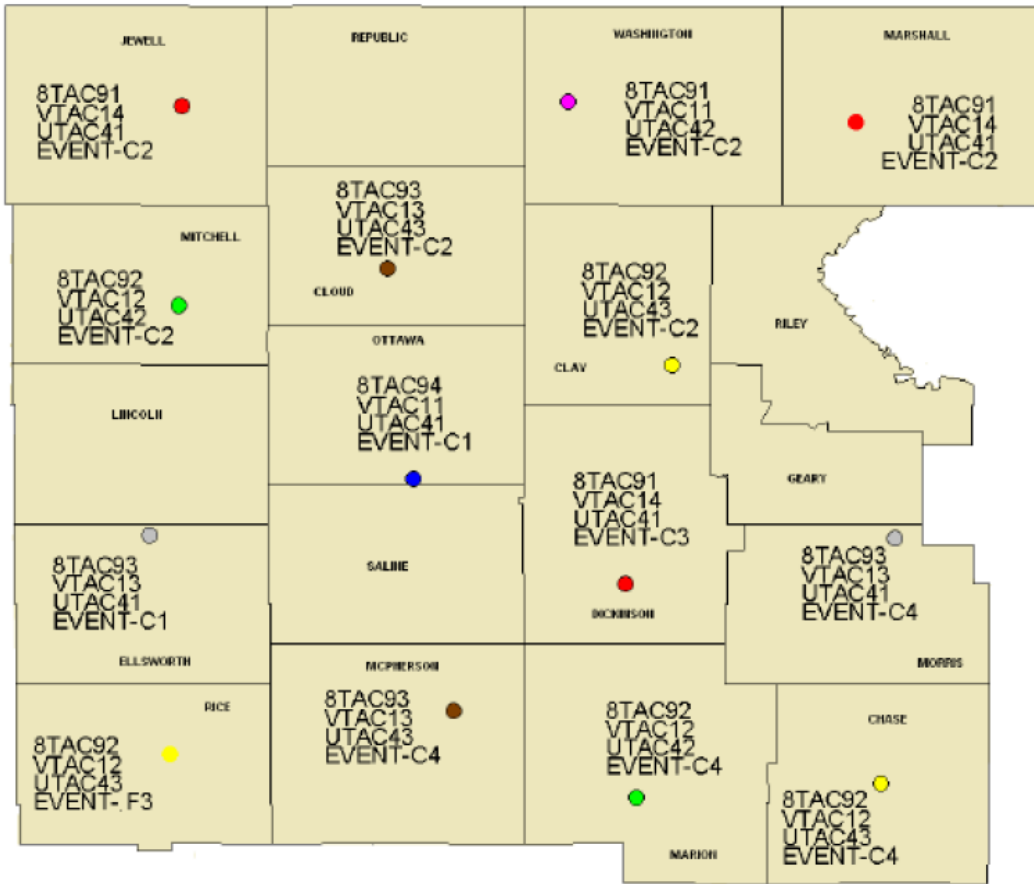 JEWELL
8TAC91
VTAC14
UTAC41
EVENT-C2
REPUBLIC
WASHINGTON
8TAC91
VTAC11
UTAC42
EVENT-C2
MARSHALL
8TAC91
VTAC14
UTAC41
EVENT-C2
MITCHELL
8TAC92
VTAC12
UTAC42
EVENT-C2
8TAC93
VTAC13
UTAC43
EVENT-C2
CLOUD
8TAC92
VTAC12
UTAC43
EVENT-C2
CLAY
RILEY
LINCOLN
OTTAWA
8TAC94
VTAC11
UTAC41
EVENT-C1
8TAC91
VTAC14
UTAC41
EVENT-C3
DICKINSON
GEARY
8TAC93
VTAC13
UTAC41
EVENT-C1
ELLSWORTH
SALINE
8TAC93
VTAC13
UTAC41
EVENT-C4
MORRIS
RICE
8TAC92
VTAC12
UTAC43
EVENT-.F3
MCPHERSON
8TAC93
VTAC13
UTAC43
EVENT-C4
8TAC92
VTAC12
UTAC42
EVENT-C4
MARION
CHASE
8TAC92
VTAC12
UTAC43
EVENT-C4